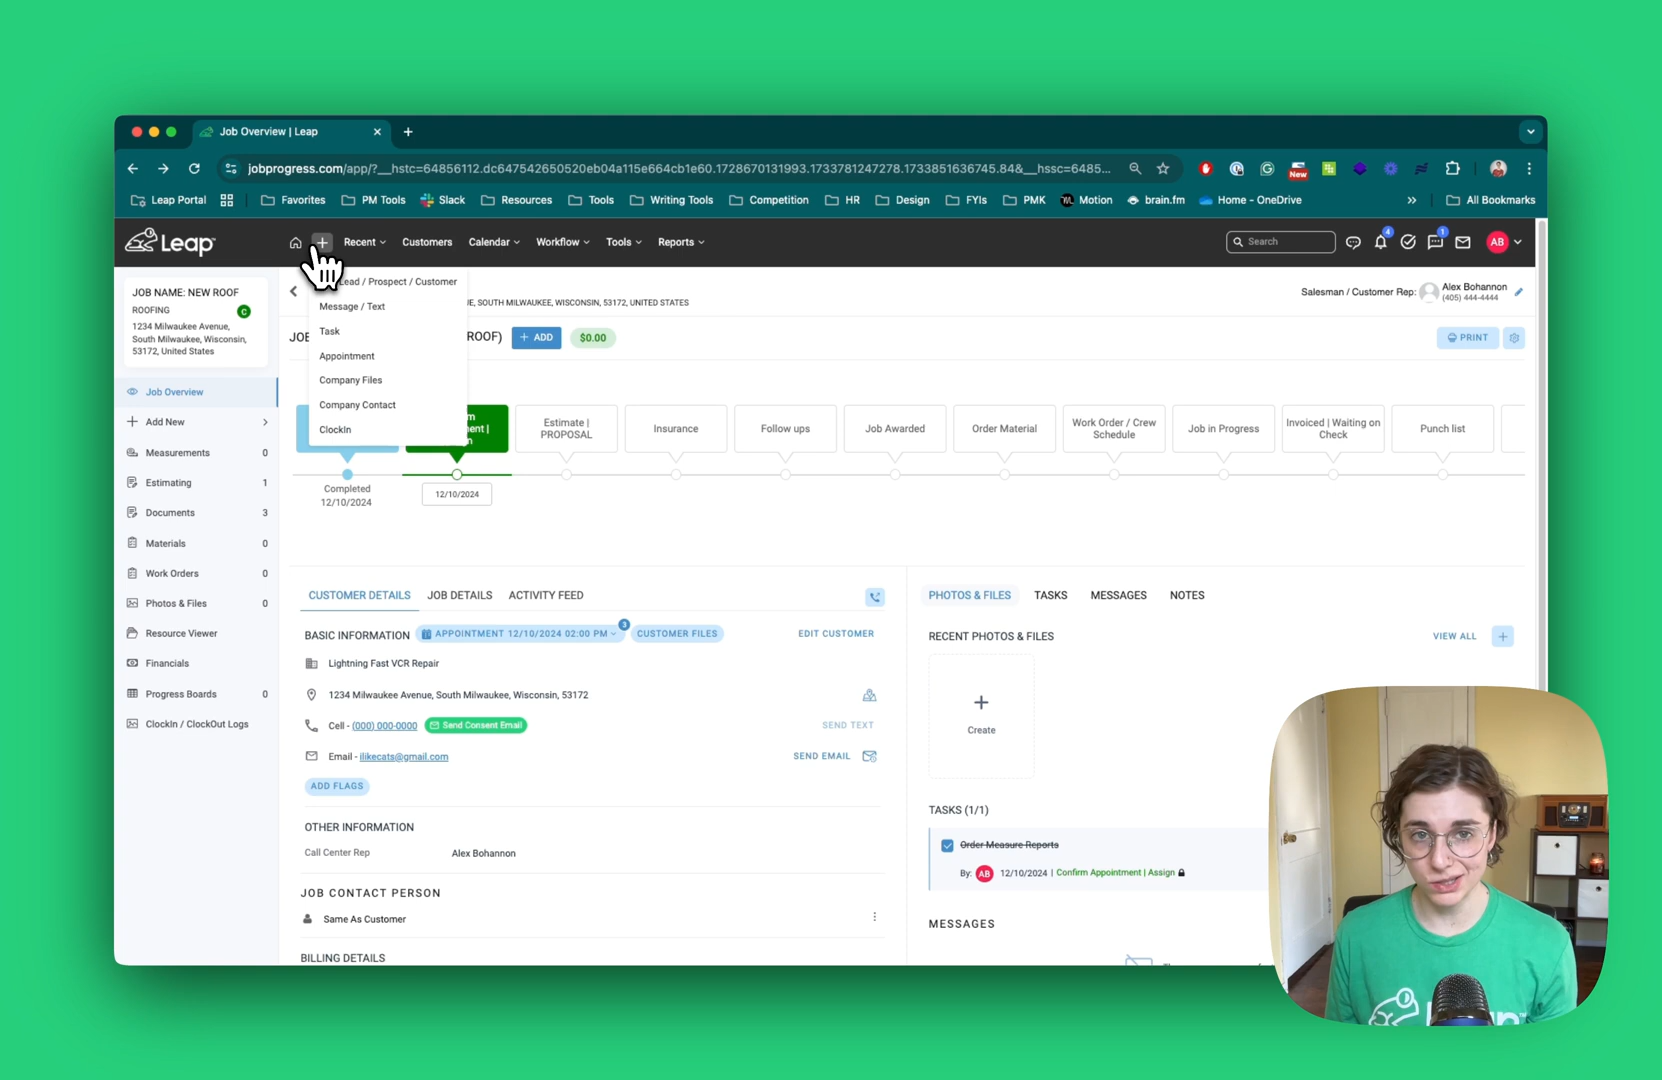 Job Overview | Leap
jobprogress.com/app/?__hstc=64856112.dc647542650520eb04a115e664cb1e60.1728670131993.1733781247278.1733851636745.84&__hssc=6485...
New
Leap Portal
Favorites
PM Tools
Slack
Resources
Tools
Writing Tools
Competition
HR
Design
FYIs
PMK
Motion
brain.fm
Home - OneDrive
»
All Bookmarks
Leap
Recent
Customers
Calendar
Workflow
Tools
Reports
Search
4
1
AB
JOB NAME: NEW ROOF
ROOFING
C
1234 Milwaukee Avenue,
South Milwaukee, Wisconsin,
53172, United States
Lead / Prospect / Customer
Message / Text
Task
Appointment
Company Files
Company Contact
ClockIn
SOUTH MILWAUKEE, WISCONSIN, 53172, UNITED STATES
Salesman / Customer Rep:
Alex Bohannon
(405) 444-4444
ROOF)
+ ADD
$0.00
PRINT
Estimate |
PROPOSAL
Insurance
Follow ups
Job Awarded
Order Material
Work Order / Crew
Schedule
Job in Progress
Invoiced | Waiting on
Check
Punch list
Completed
12/10/2024
12/10/2024
Job Overview
Add New
Measurements 0
Estimating 1
Documents 3
Materials 0
Work Orders 0
Photos & Files 0
Resource Viewer
Financials
Progress Boards 0
ClockIn / ClockOut Logs
CUSTOMER DETAILS
JOB DETAILS
ACTIVITY FEED
BASIC INFORMATION
APPOINTMENT 12/10/2024 02:00 PM
3
CUSTOMER FILES
EDIT CUSTOMER
Lightning Fast VCR Repair
1234 Milwaukee Avenue, South Milwaukee, Wisconsin, 53172
Cell - (000) 000-0000
Send Consent Email
SEND TEXT
Email - ilikecats@gmail.com
SEND EMAIL
ADD FLAGS
OTHER INFORMATION
Call Center Rep
Alex Bohannon
JOB CONTACT PERSON
Same As Customer
BILLING DETAILS
PHOTOS & FILES
TASKS
MESSAGES
NOTES
RECENT PHOTOS & FILES
VIEW ALL
Create
TASKS (1/1)
Order Measure Reports
By: AB 12/10/2024 | Confirm Appointment | Assign
MESSAGES